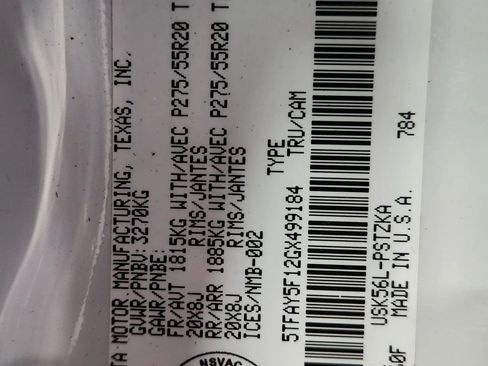 TA MOTOR MANUFACTURING, TEXAS, INC.
GVWR/PNBV: 3270KG
GAWR/PNBE:
FR/AVT 1815KG WITH/AVEC P275/55R20 T
20X8J RIMS/JANTES
RR/ARR 1885KG WITH/AVEC P275/55R20 T
20X8J RIMS/JANTES
ICES/NMB-002
5TFAY5F12GX499184 TYPE
TRU/CAM
784
USK56L-PSTZKA
60F MADE IN U.S.A.
NSVAC